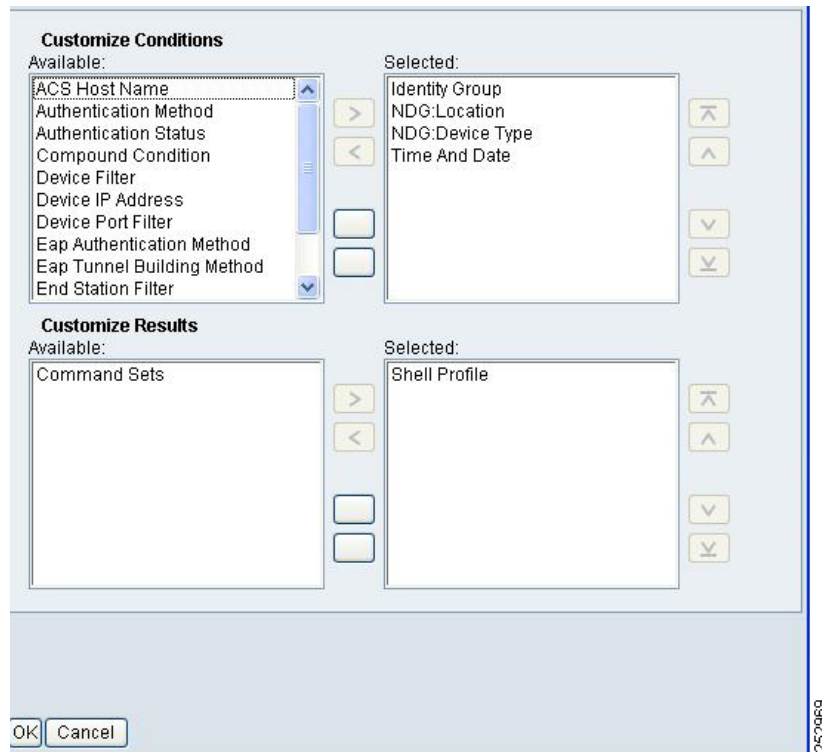 Customize Conditions
Available:
Selected:
ACS Host Name
Authentication Method
Authentication Status
Compound Condition
Device Filter
Device IP Address
Device Port Filter
Eap Authentication Method
Eap Tunnel Building Method
End Station Filter
>
<
Identity Group
NDG:Location
NDG:Device Type
Time And Date
Customize Results
Available:
Selected:
Command Sets
>
<
Shell Profile
OK
Cancel
252969